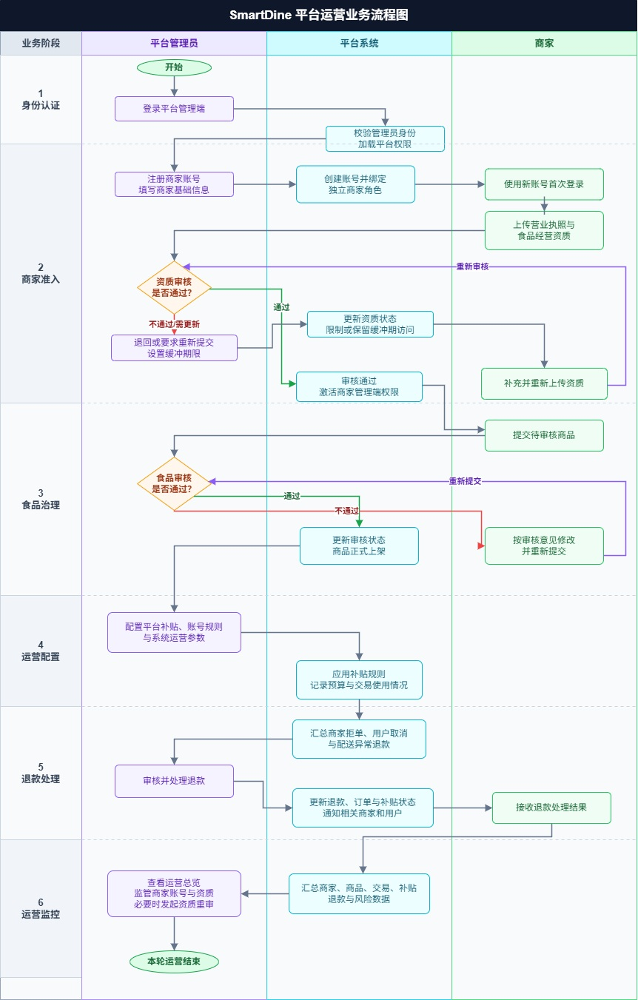 SmartDine 平台运营业务流程图
业务阶段
平台管理员
平台系统
商家
开始
1
身份认证
登录平台管理端
校验管理员身份
加载平台权限
注册商家账号
填写商家基础信息
创建账号并绑定
独立商家角色
使用新账号首次登录
上传营业执照与
食品经营资质
2
商家准入
重新审核
资质审核
是否通过?
通过
不通过/需更新
更新资质状态
限制或保留缓冲期访问
退回或要求重新提交
设置缓冲期限
审核通过
激活商家管理端权限
补充并重新上传资质
提交待审核商品
3
食品治理
食品审核
是否通过?
重新提交
通过
不通过
更新审核状态
商品正式上架
按审核意见修改
并重新提交
4
运营配置
配置平台补贴、账号规则
与系统运营参数
应用补贴规则
记录预算与交易使用情况
汇总商家拒单、用户取消
与配送异常退款
5
退款处理
审核并处理退款
更新退款、订单与补贴状态
通知相关商家和用户
接收退款处理结果
6
运营监控
查看运营总览
监管商家账号与资质
必要时发起资质重审
汇总商家、商品、交易、补贴
退款与风险数据
本轮运营结束